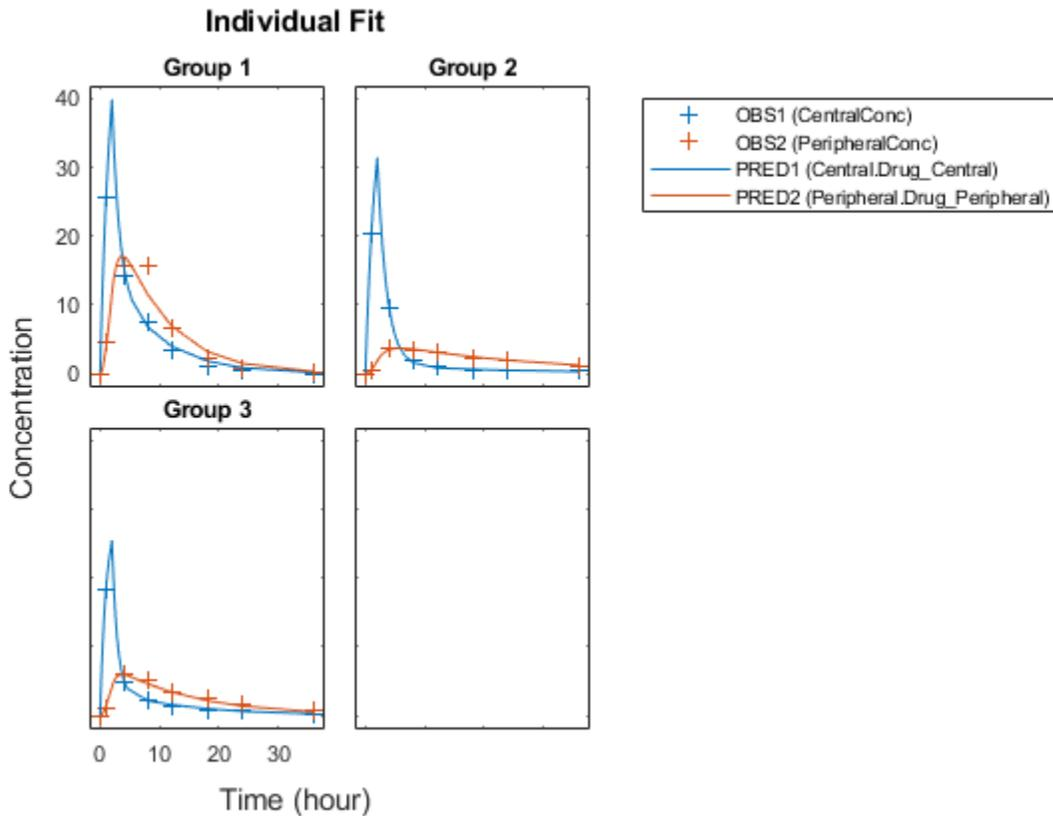 Individual Fit
Group 1
Group 2
40
30
20
10
0
OBS1 (CentralConc)
OBS2 (PeripheralConc)
PRED1 (Central.Drug_Central)
PRED2 (Peripheral.Drug_Peripheral)
Concentration
Group 3
0 10 20 30
Time (hour)